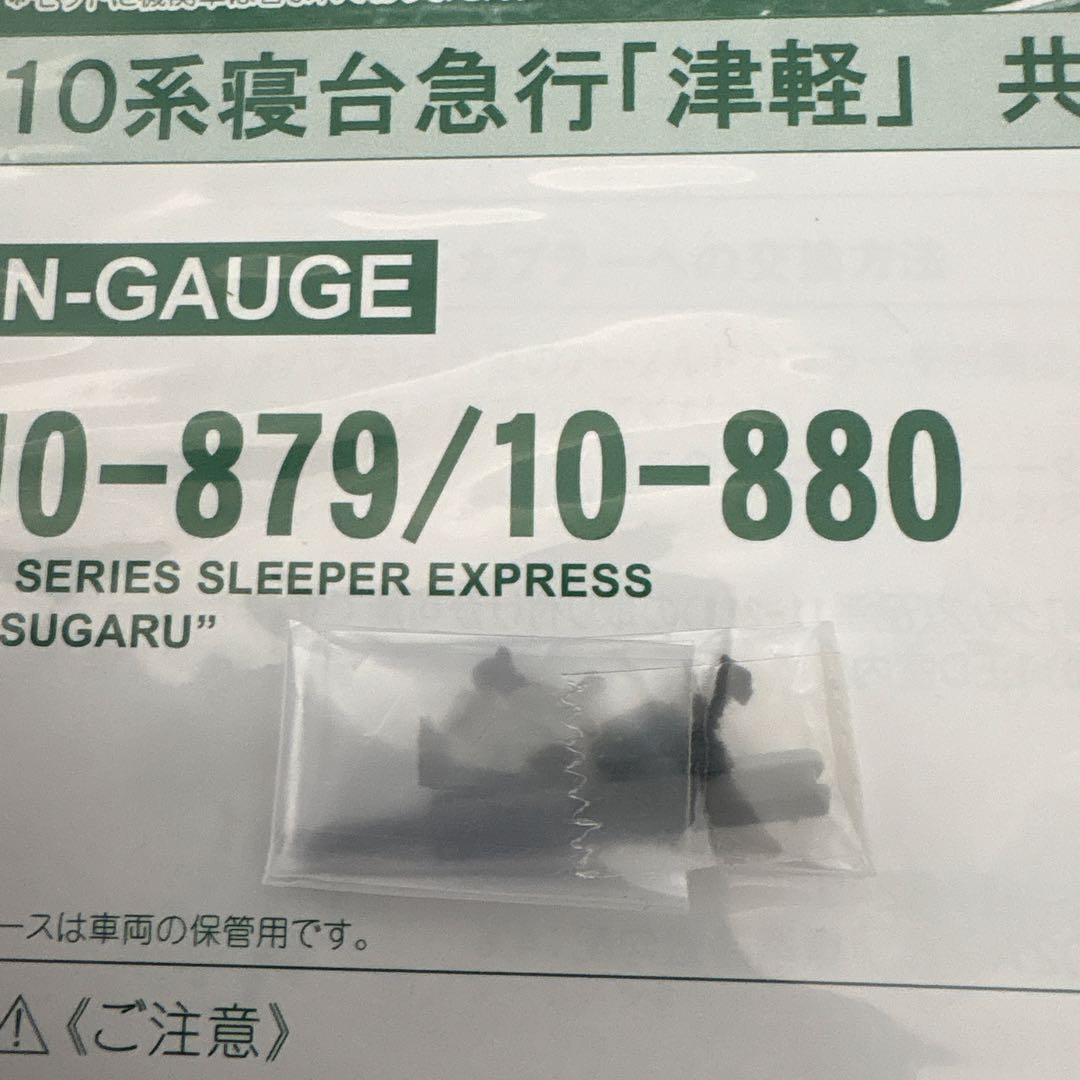 10系寝台急行「津軽」 共
N-GAUGE
10-879/10-880
SERIES SLEEPER EXPRESS
SUGARU”
ースは車両の保管用です。
⚠《ご注意》